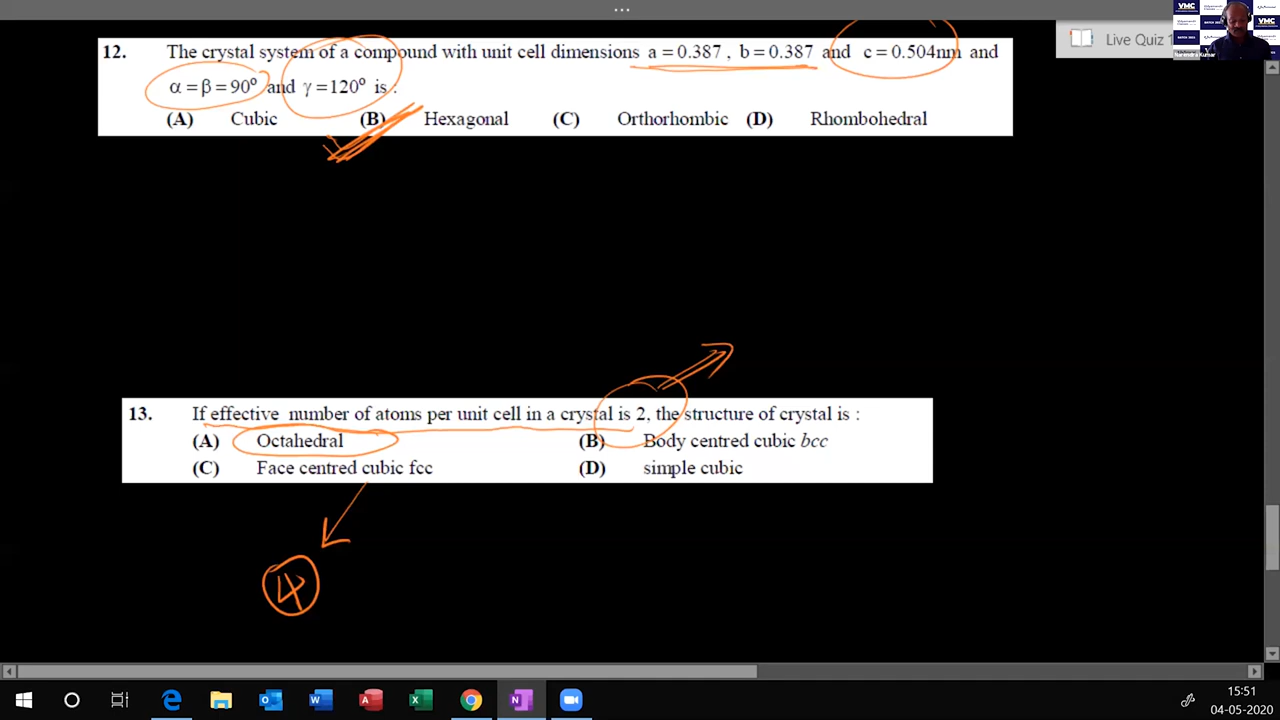 ...
VMC
Live Quiz 1
12. The crystal system of a compound with unit cell dimensions a = 0.387 , b = 0.387 and c = 0.504nm and
α = β = 90° and γ = 120° is .
(A) Cubic (B) Hexagonal (C) Orthorhombic (D) Rhombohedral
13. If effective number of atoms per unit cell in a crystal is 2, the structure of crystal is :
(A) Octahedral (B) Body centred cubic bcc
(C) Face centred cubic fcc (D) simple cubic
4
15:51
04-05-2020